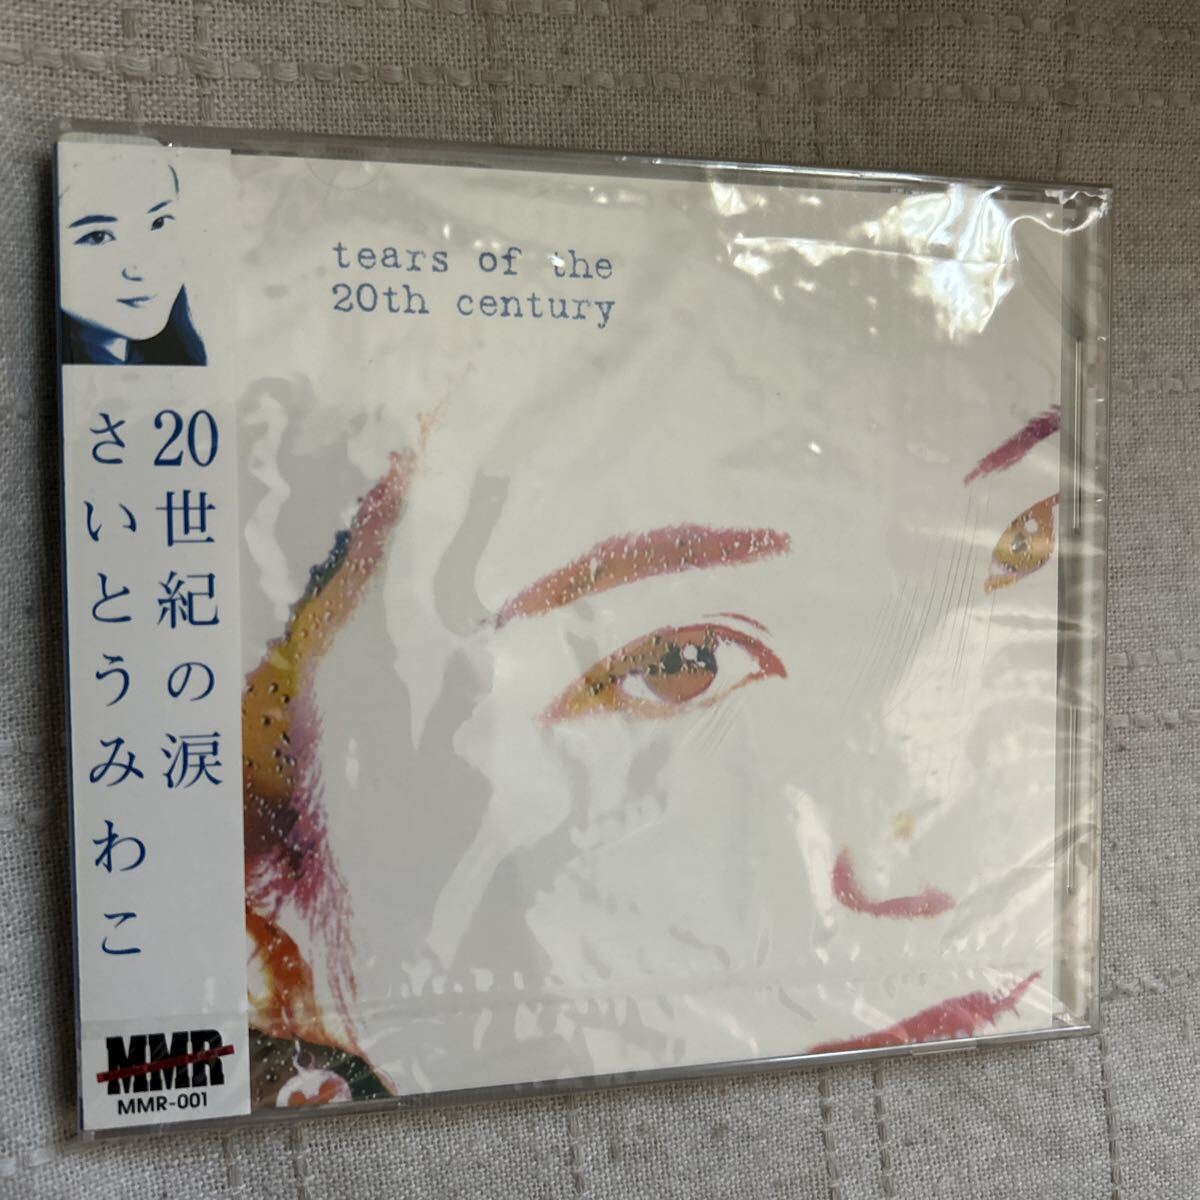 tears of the
20th century
20世紀の涙
さいとうみわこ
MMR
MMR-001